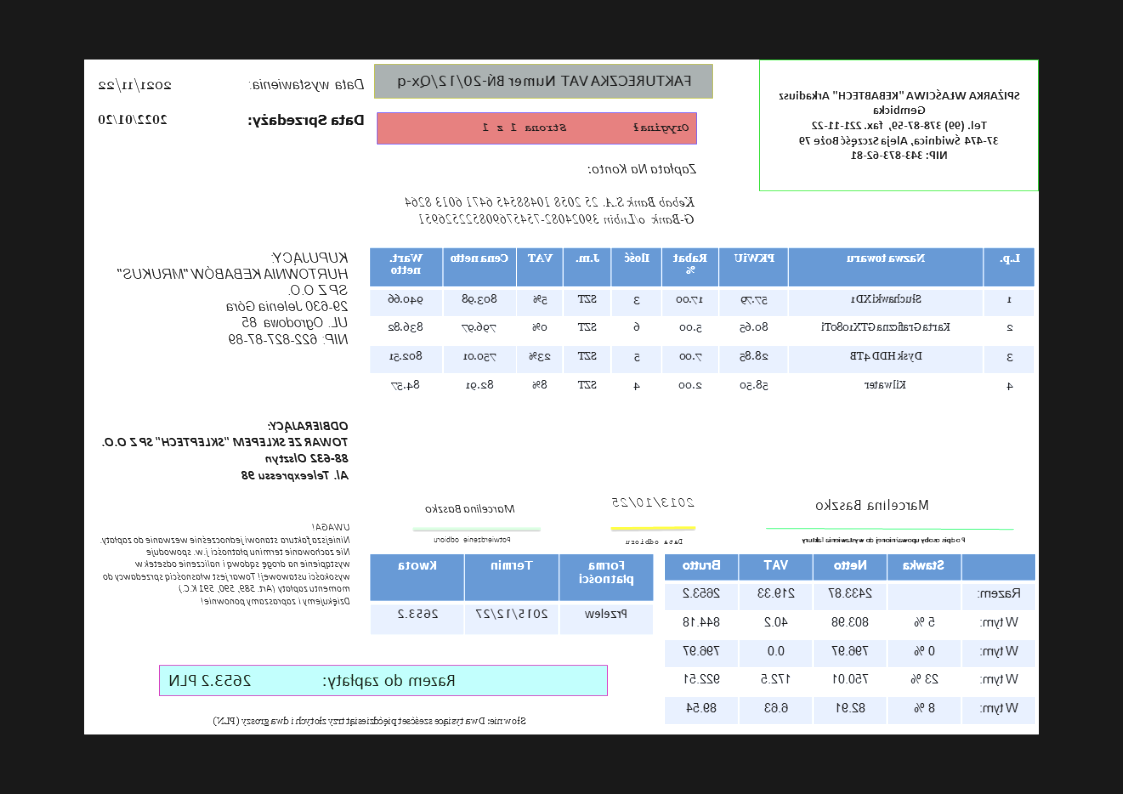 SPIŻARKA WŁAŚCIWA "KEBABTECH" Arkadiusz
Gembicka
Tel. (99) 378-87-59, fax. 221-11-22
37-474 Świdnica, Aleja Szczęść Boże 79
NIP: 343-873-62-81
FAKTURECZKA VAT Numer BŃ-20/12/Qx-q
Oryginał Strona 1 z 1
Data wystawienia: 2021/11/22
Data Sprzedaży: 2022/01/20
Zapłata Na Konto:
Kebab Bank S.A. 25 2058 10488545 6471 6013 8264
G-Bank o/Lubin
L.p. Nazwa towaru PKWiU Rabat % Ilość J.m. VAT Cena netto Wart. netto
1 Słuchawki XD1 57.79 17.00 3 SZT 5% 803.98 940.66
2 Karta Graficzna GTX1080Ti 80.65 5.00 6 SZT 0% 796.97 836.82
3 Dysk HDD 4TB 28.85 7.00 5 SZT 23% 750.01 802.51
4 Kilwater 58.50 2.00 4 SZT 8% 82.91 84.57
KUPUJĄCY:
HURTOWNIA KEBABÓW "MRUKUS"
SP Z O.O.
29-630 Jelenia Góra
UL. Ogrodowa 85
NIP: 622-827-87-89
ODBIERAJĄCY:
TOWAR ZE SKLEPEM "SKLEPTECH" SP Z O.O.
88-632 Olsztyn
Al. Teleexpressu 98
Marcelina Baszko
Podpis osoby upoważnionej do wystawienia faktury
2013/10/25
Data odbioru
Marcelina Baszko
Potwierdzenie odbioru
UWAGA!
Niniejsza faktura stanowi jednocześnie wezwanie do zapłaty.
Nie zachowanie terminu płatności j.w. spowoduje
wystąpienie na drogę sądową i naliczenie odsetek w
wysokości ustawowej! Towar jest własnością sprzedawcy do
momentu zapłaty (Art. 589, 590, 591 K.C.)
Dziękujemy i zapraszamy ponownie!
Stawka Netto VAT Brutto
Razem: 2433.87 219.33 2653.2
W tym: 5 % 803.98 40.2 844.18
W tym: 0 % 796.97 0.0 796.97
W tym: 23 % 750.01 172.5 922.51
W tym: 8 % 82.91 6.63 89.54
Forma płatności Termin Kwota
Przelew 2015/12/27 2653.2
Razem do zapłaty: 2653.2 PLN
Słownie: Dwa tysiące sześćset pięćdziesiąt trzy złotych i dwa groszy (PLN)